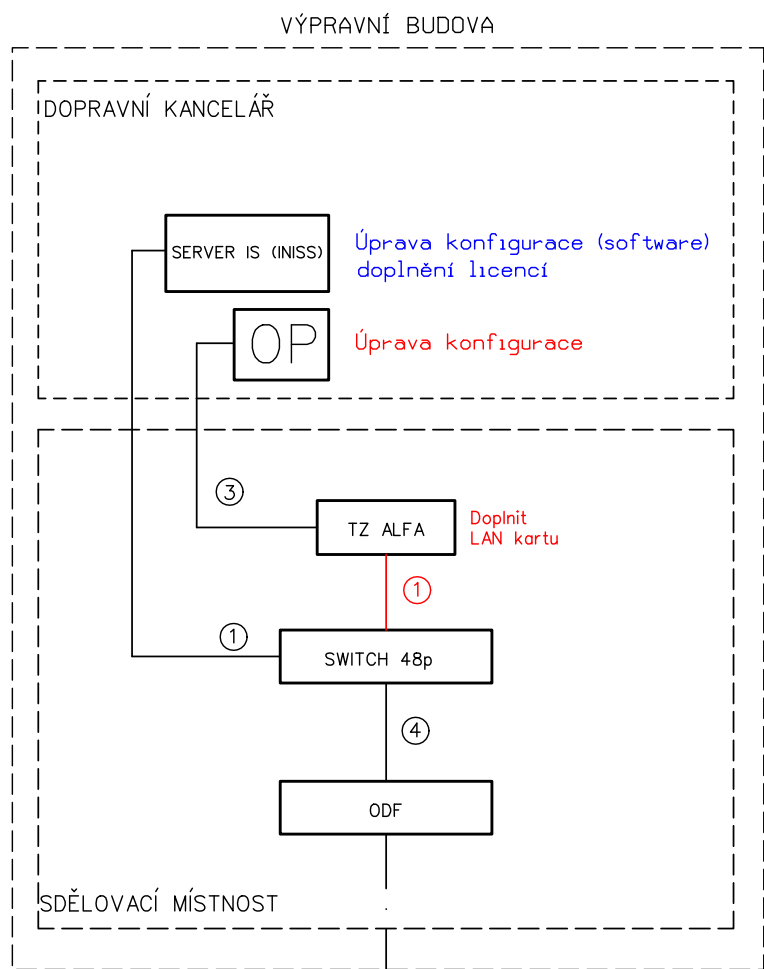 VÝPRAVNÍ BUDOVA
DOPRAVNÍ KANCELÁŘ
SERVER IS (INISS)
Úprava konfigurace (software)
doplnění licencí
OP
Úprava konfigurace
3
TZ ALFA
Doplnit
LAN kartu
1
1
SWITCH 48p
4
ODF
SDĚLOVACÍ MÍSTNOST